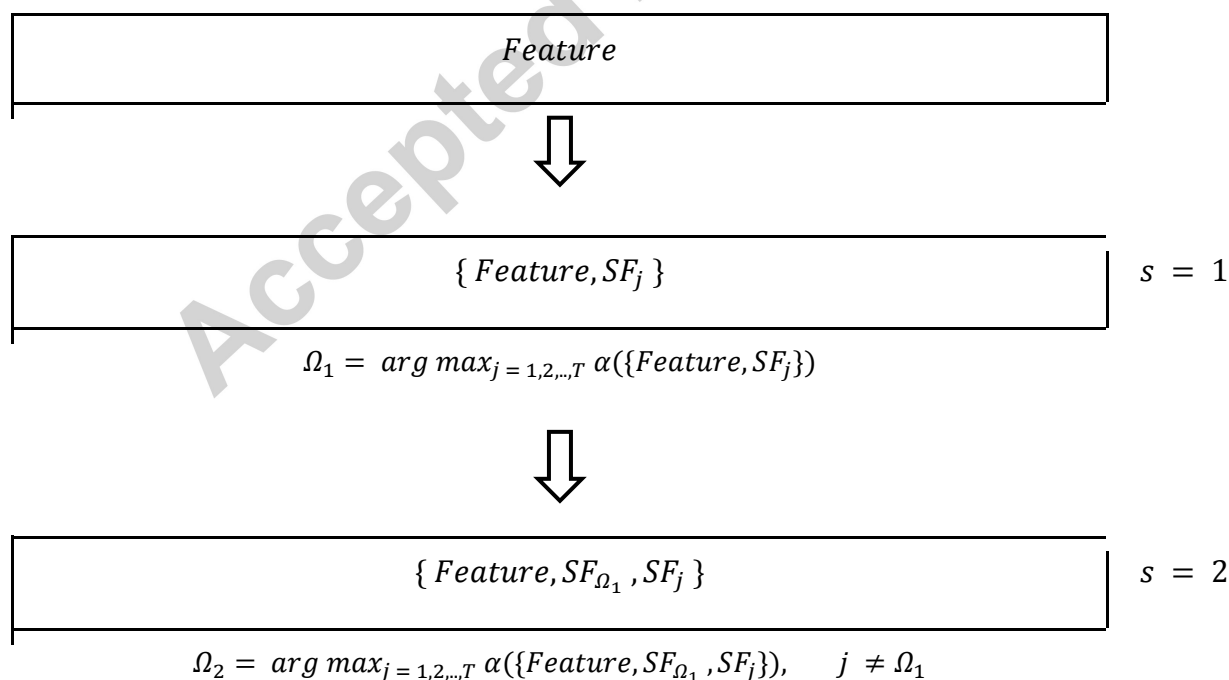 Feature
Accepted
{ Feature, SF_j }
s = 1
Ω_1 = arg max_{j = 1,2,..,T} α({Feature, SF_j})
{ Feature, SF_{Ω_1} , SF_j }
s = 2
Ω_2 = arg max_{j = 1,2,..,T} α({Feature, SF_{Ω_1} , SF_j}), j ≠ Ω_1